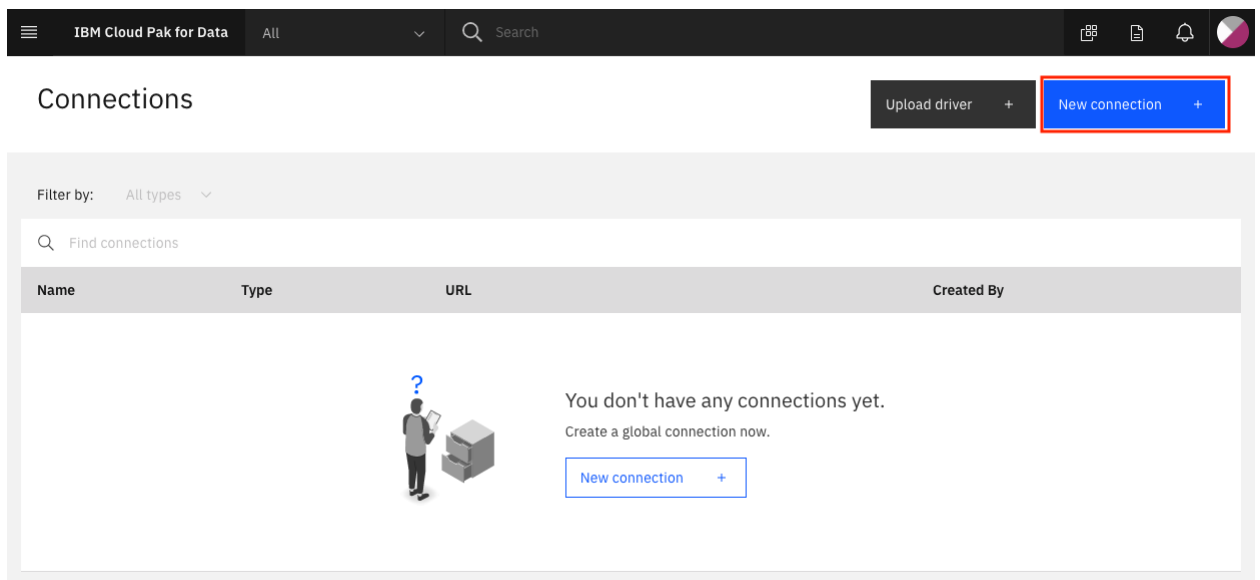 IBM Cloud Pak for Data All Search
Connections
Upload driver +
New connection +
Filter by: All types
Find connections
Name Type URL Created By
?
You don't have any connections yet.
Create a global connection now.
New connection +